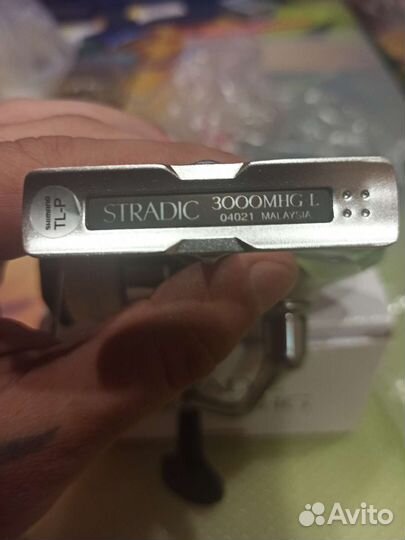 SHIMANO
TL-P
STRADIC 3000MHG L
04021 MALAYSIA
Avito